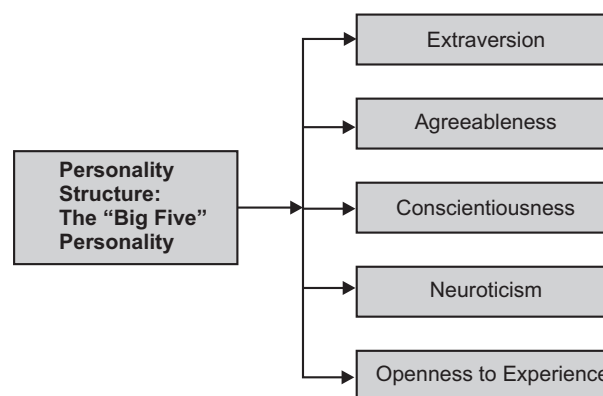 Personality
Structure:
The “Big Five”
Personality
Extraversion
Agreeableness
Conscientiousness
Neuroticism
Openness to Experience